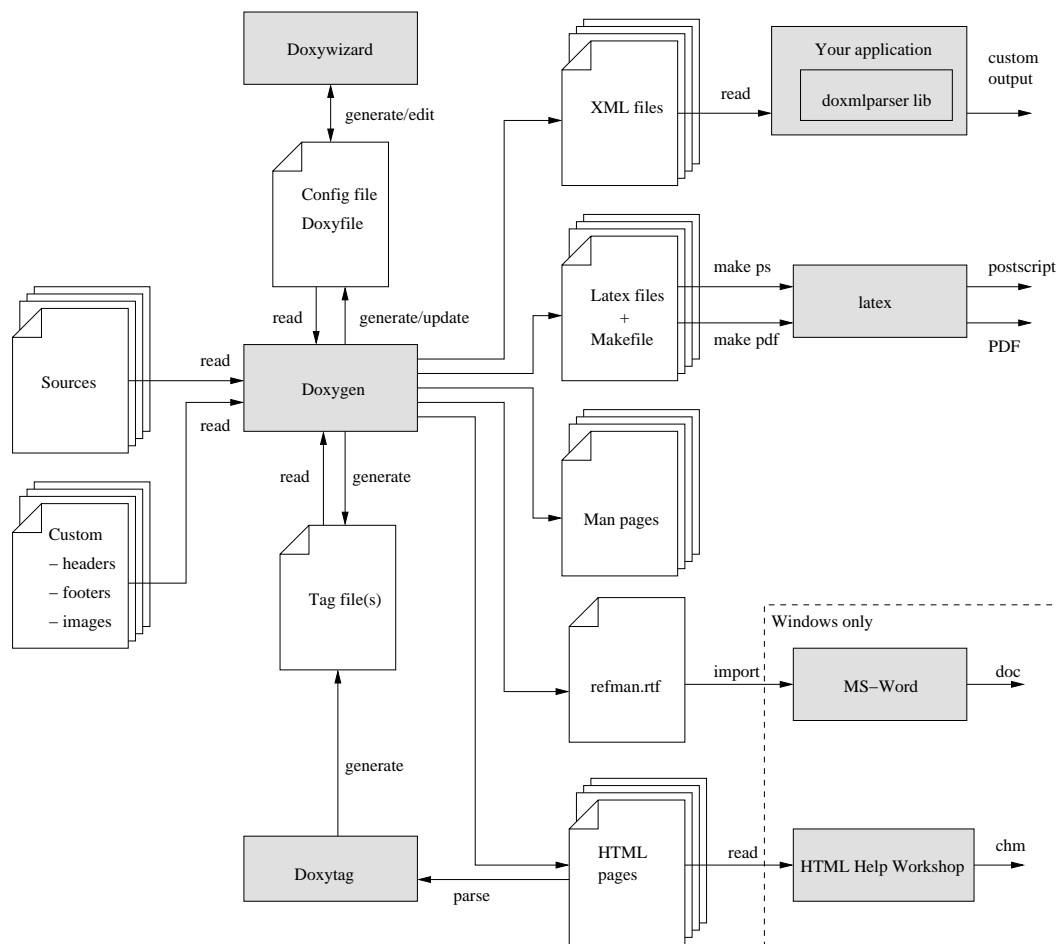 Doxywizard
generate/edit
Config file
Doxyfile
read
generate/update
Sources
read
Doxygen
read
read
generate
Custom
– headers
– footers
– images
Tag file(s)
generate
Doxytag
parse
XML files
read
Your application
doxmlparser lib
custom
output
Latex files
+
Makefile
make ps
make pdf
latex
postscript
PDF
Man pages
Windows only
refman.rtf
import
MS–Word
doc
HTML
pages
read
HTML Help Workshop
chm